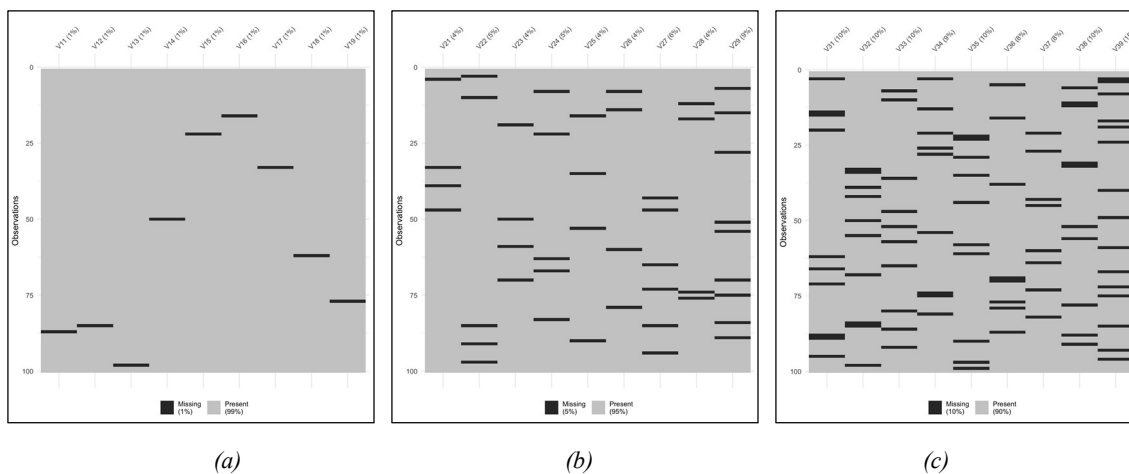 V11 (1%) V12 (1%) V13 (1%) V14 (1%) V15 (1%) V16 (1%) V17 (1%) V18 (1%) V19 (1%)
0
25
50
75
100
Observations
Missing (1%) Present (99%)
(a)
V21 (4%) V22 (5%) V23 (4%) V24 (5%) V25 (4%) V26 (4%) V27 (6%) V28 (4%) V29 (9%)
0
25
50
75
100
Observations
Missing (5%) Present (95%)
(b)
V31 (10%) V32 (10%) V33 (10%) V34 (9%) V35 (10%) V36 (8%) V37 (8%) V38 (10%) V39
0
25
50
75
100
Observations
Missing (10%) Present (90%)
(c)